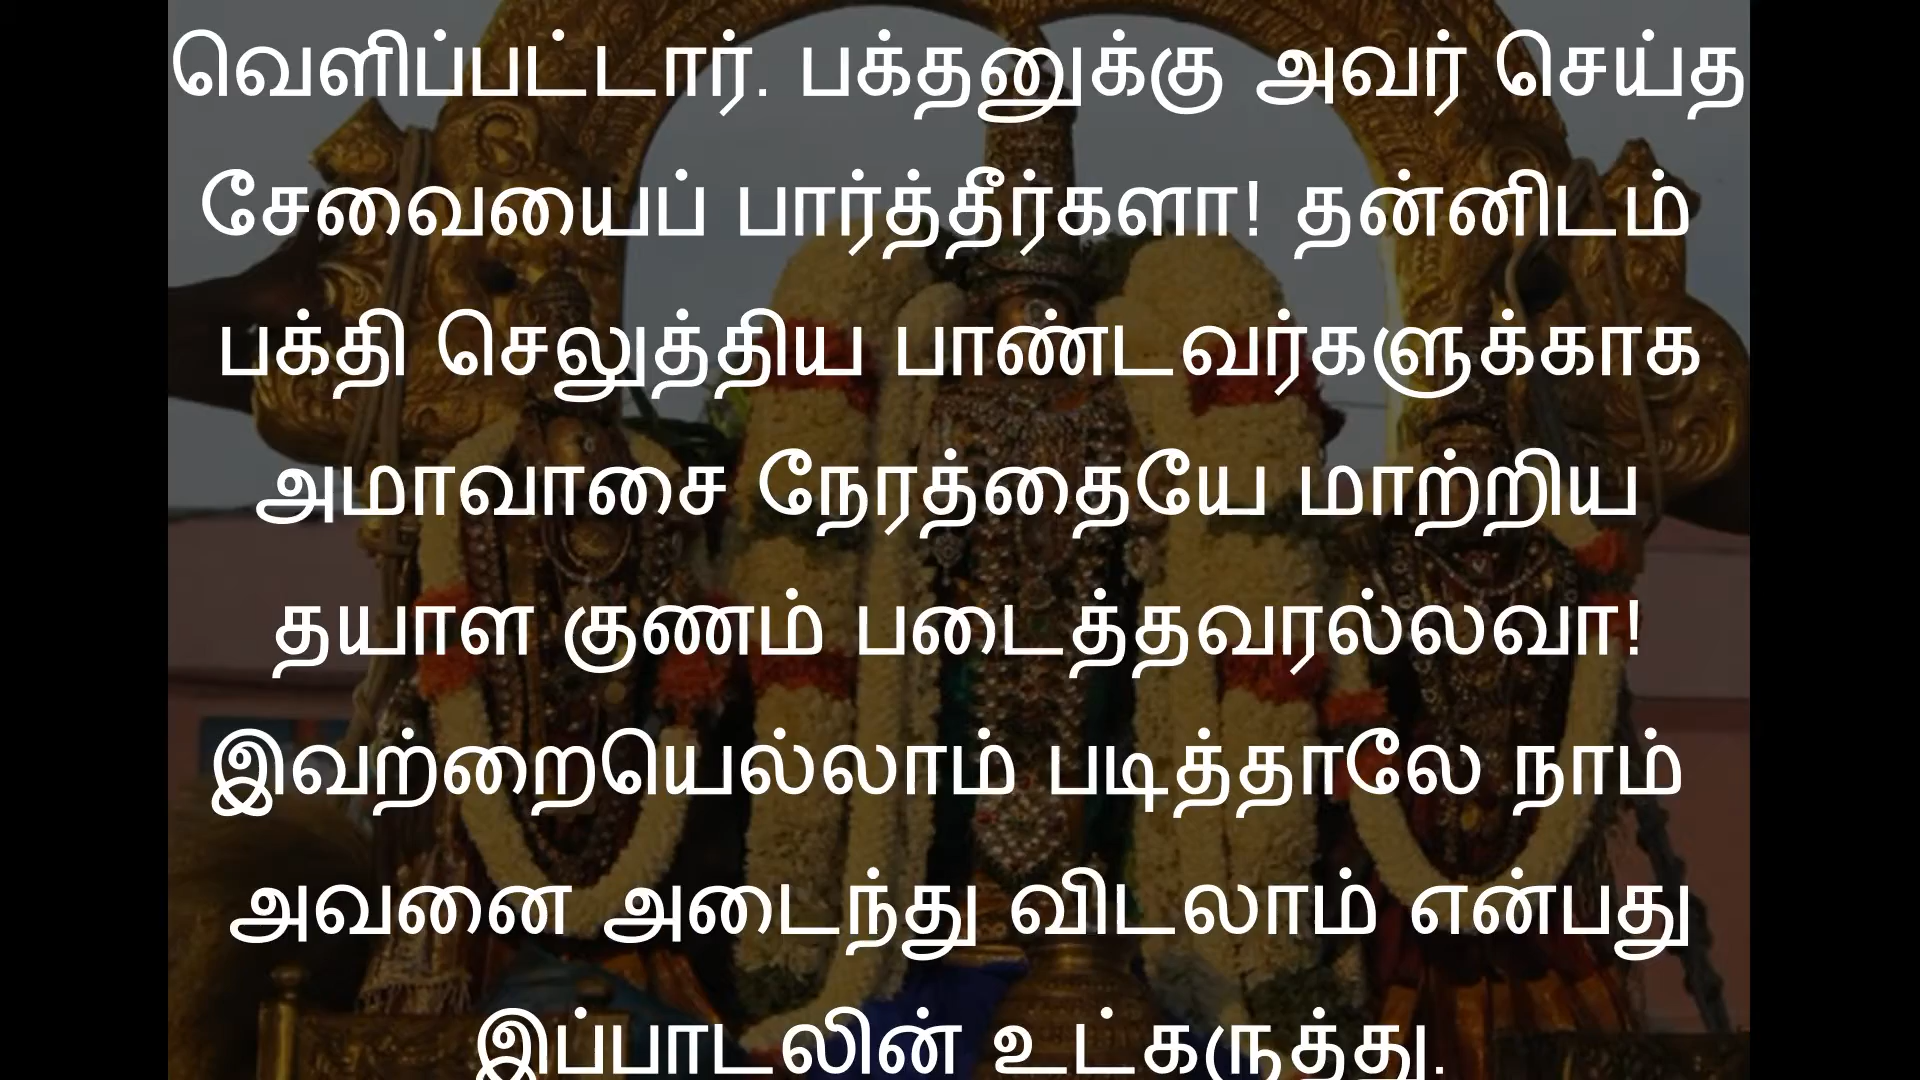 வெளிப்பட்டார். பக்தனுக்கு அவர் செய்த
சேவையைப் பார்த்தீர்களா! தன்னிடம்
பக்தி செலுத்திய பாண்டவர்களுக்காக
அமாவாசை நேரத்தையே மாற்றிய
தயாள குணம் படைத்தவரல்லவா!
இவற்றையெல்லாம் படித்தாலே நாம்
அவனை அடைந்து விடலாம் என்பது
இப்பாடலின் உட்கருத்து.